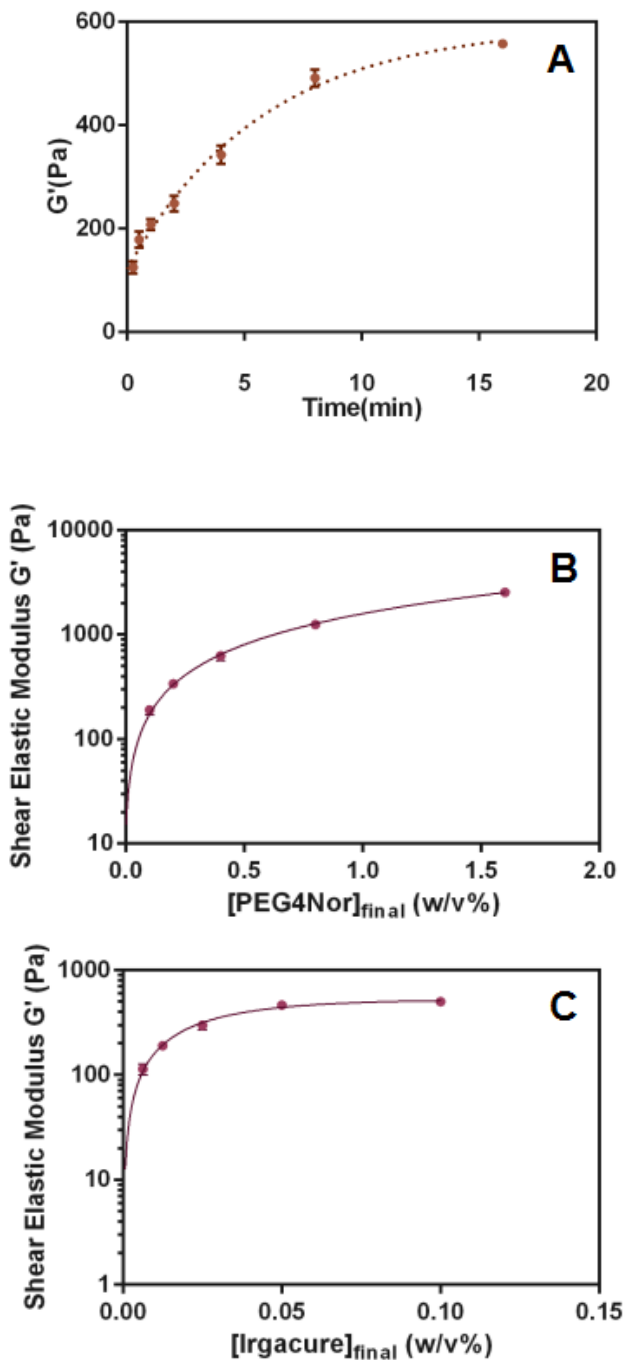 600
A
400
G'(Pa)
200
0
0 5 10 15 20
Time(min)
10000
B
1000
Shear Elastic Modulus G' (Pa)
100
10
0.0 0.5 1.0 1.5 2.0
[PEG4Nor]final (w/v%)
1000
C
100
Shear Elastic Modulus G' (Pa)
10
1
0.00 0.05 0.10 0.15
[Irgacure]final (w/v%)